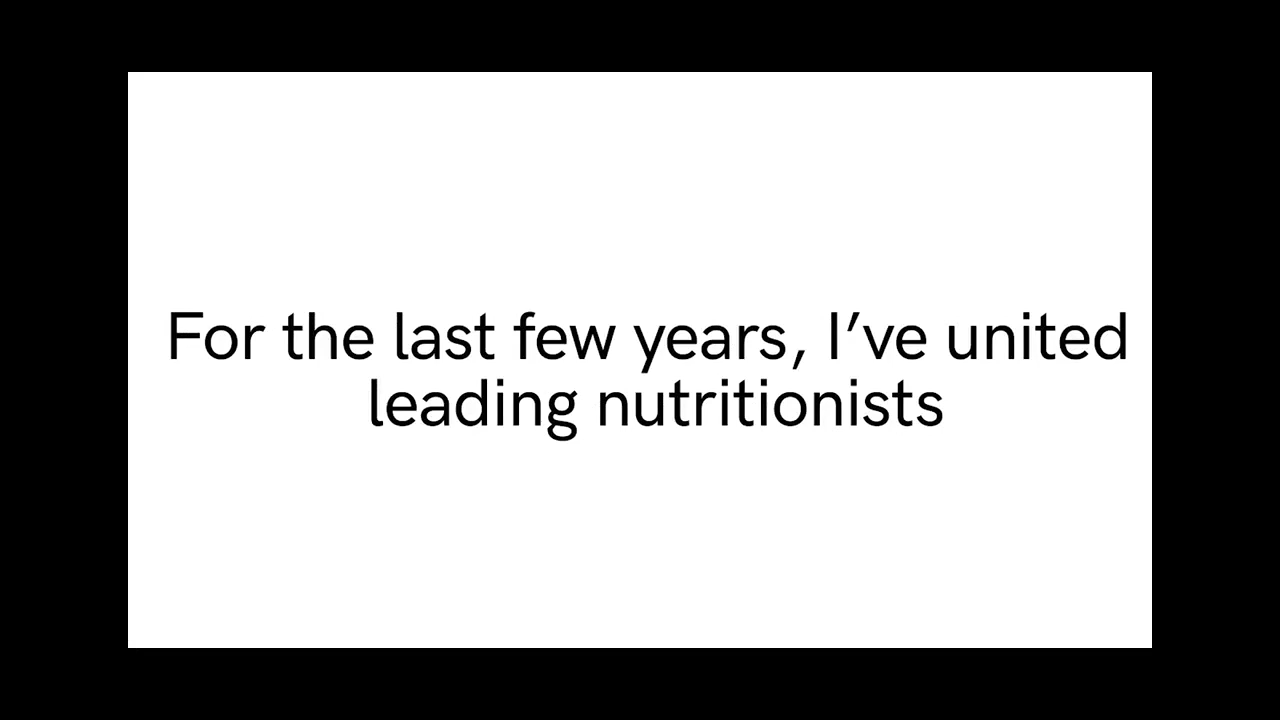 For the last few years, I’ve united
leading nutritionists